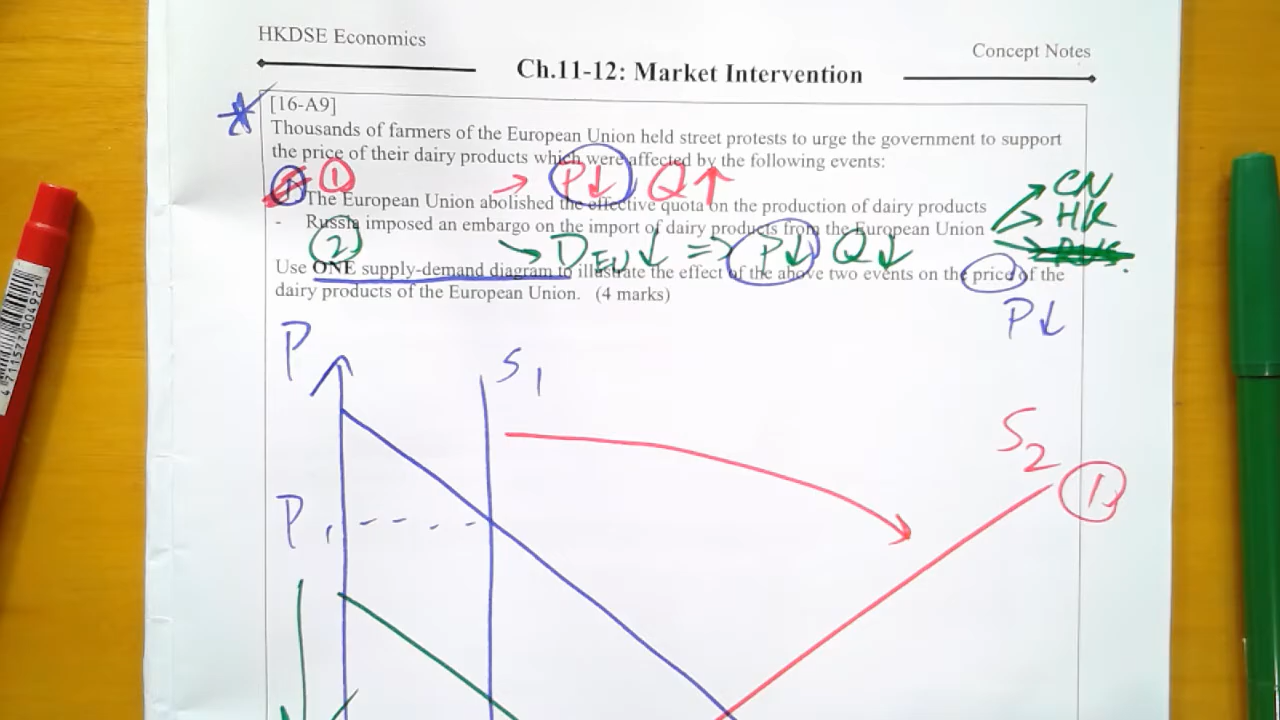 HKDSE Economics
Concept Notes
Ch.11-12: Market Intervention
[16-A9]
Thousands of farmers of the European Union held street protests to urge the government to support
the price of their dairy products which were affected by the following events:
① → P↓ Q↑
The European Union abolished the effective quota on the production of dairy products
CN
HK
- Russia imposed an embargo on the import of dairy products from the European Union
② → D EU ↓ => P↓ Q↓
Use ONE supply-demand diagram to illustrate the effect of the above two events on the price of the
dairy products of the European Union. (4 marks)
P↓
P
S1
S2 ①
P1
4 711577 004921